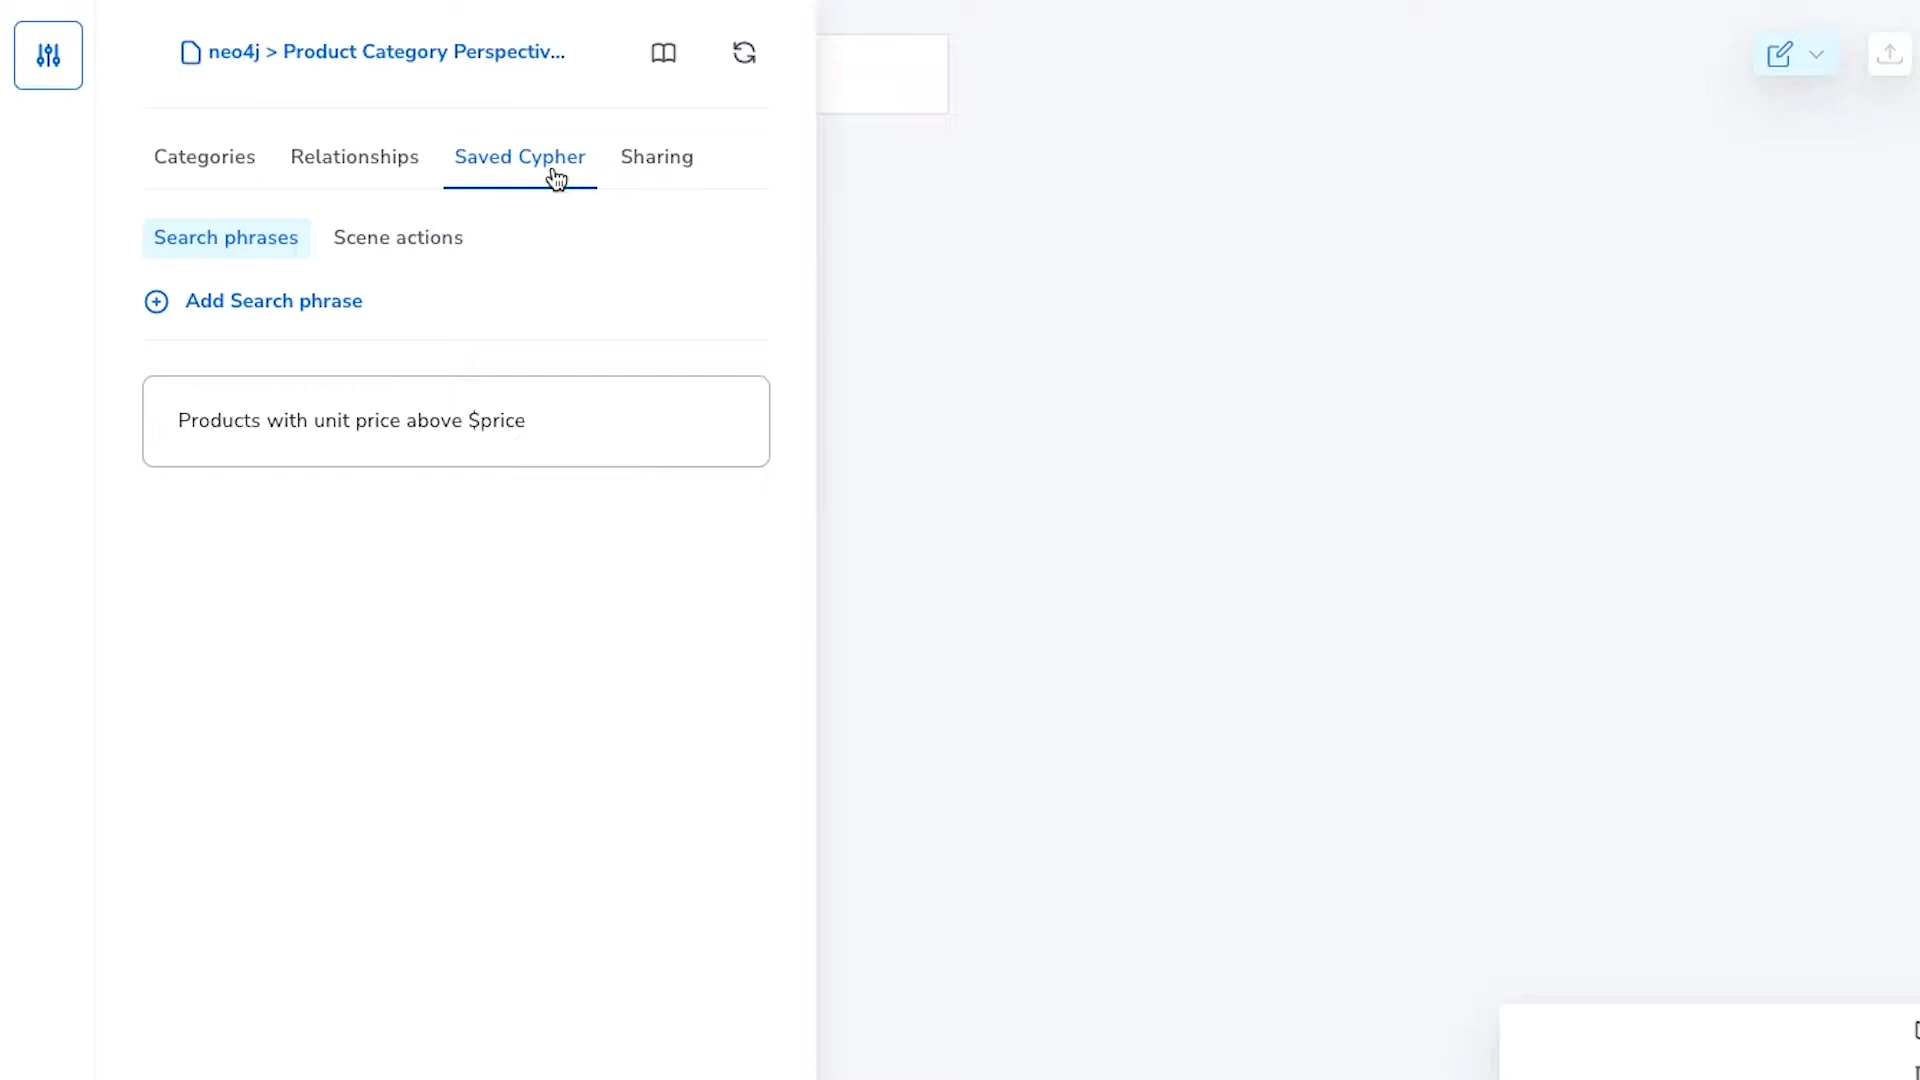 neo4j > Product Category Perspectiv...
Categories Relationships Saved Cypher Sharing
Search phrases Scene actions
Add Search phrase
Products with unit price above $price